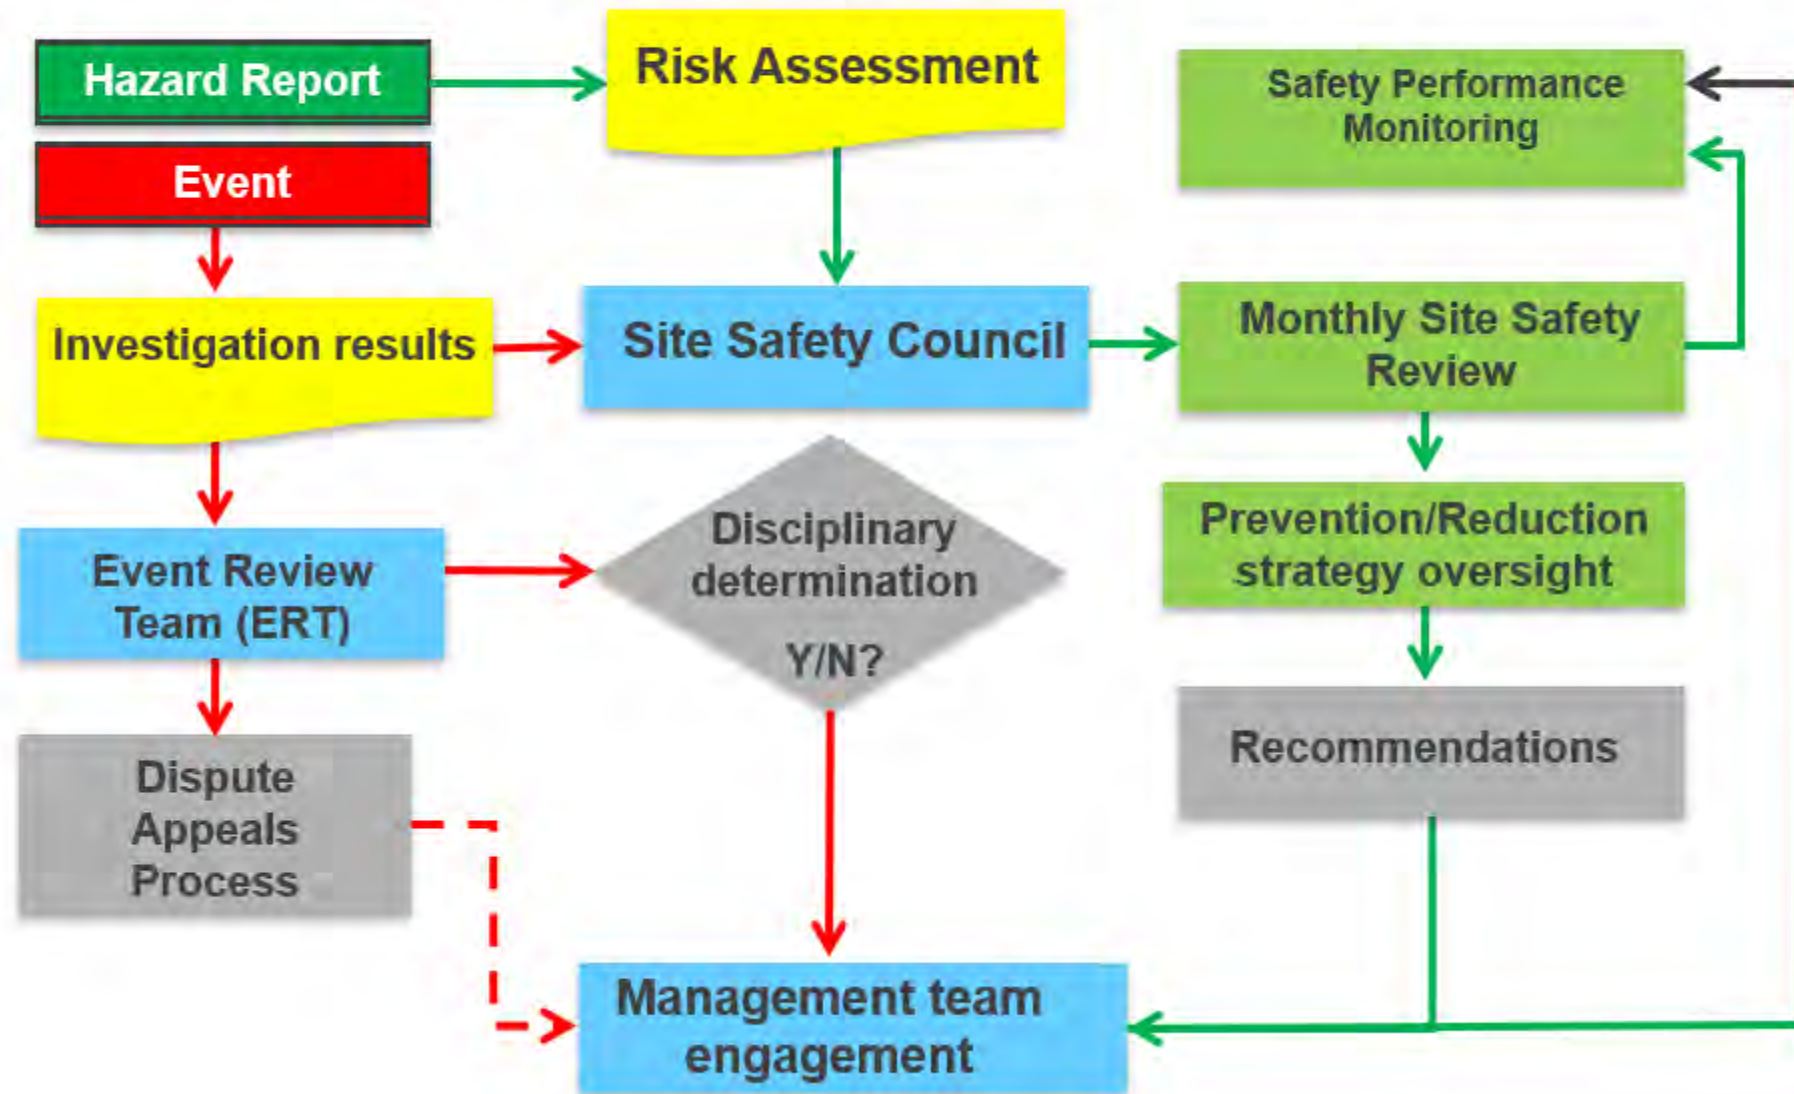 Hazard Report
Risk Assessment
Safety Performance
Monitoring
Event
Investigation results
Site Safety Council
Monthly Site Safety
Review
Event Review
Team (ERT)
Disciplinary
determination
Y/N?
Prevention/Reduction
strategy oversight
Dispute
Appeals
Process
Recommendations
Management team
engagement